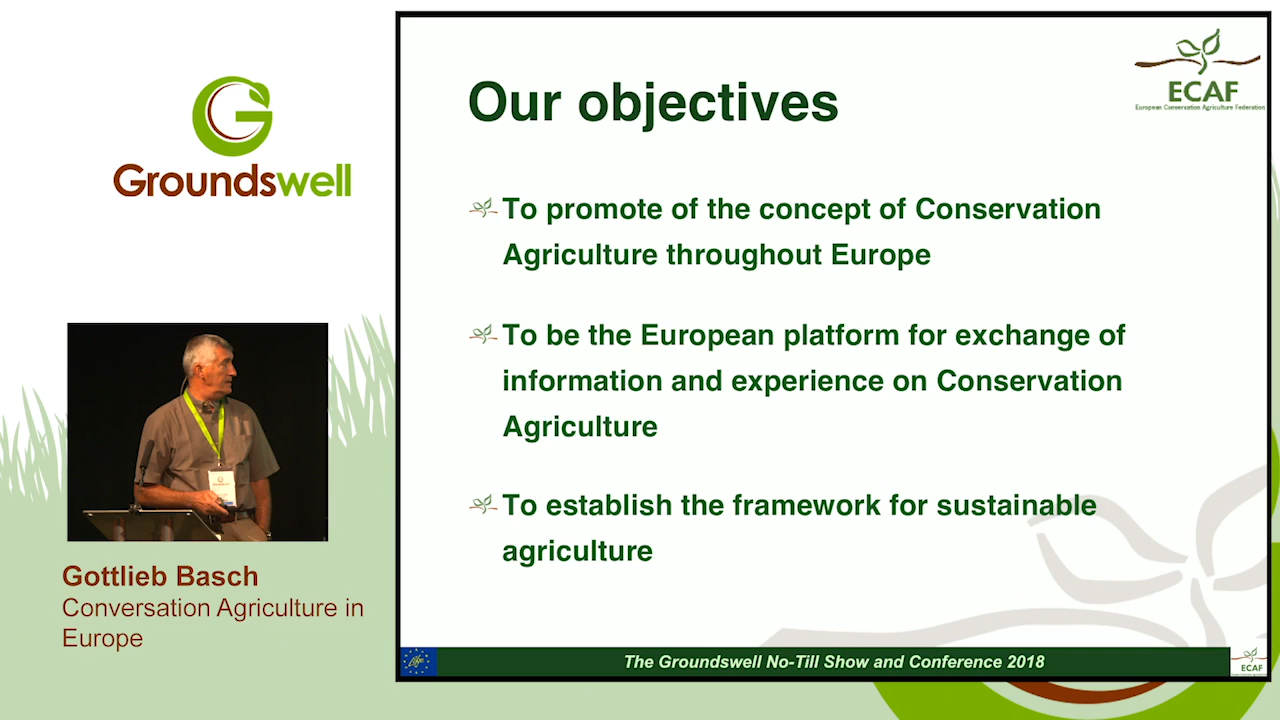 Groundswell
Gottlieb Basch
Conversation Agriculture in
Europe
Our objectives
ECAF
European Conservation Agriculture Federation
To promote of the concept of Conservation
Agriculture throughout Europe
To be the European platform for exchange of
information and experience on Conservation
Agriculture
To establish the framework for sustainable
agriculture
life
The Groundswell No-Till Show and Conference 2018
ECAF